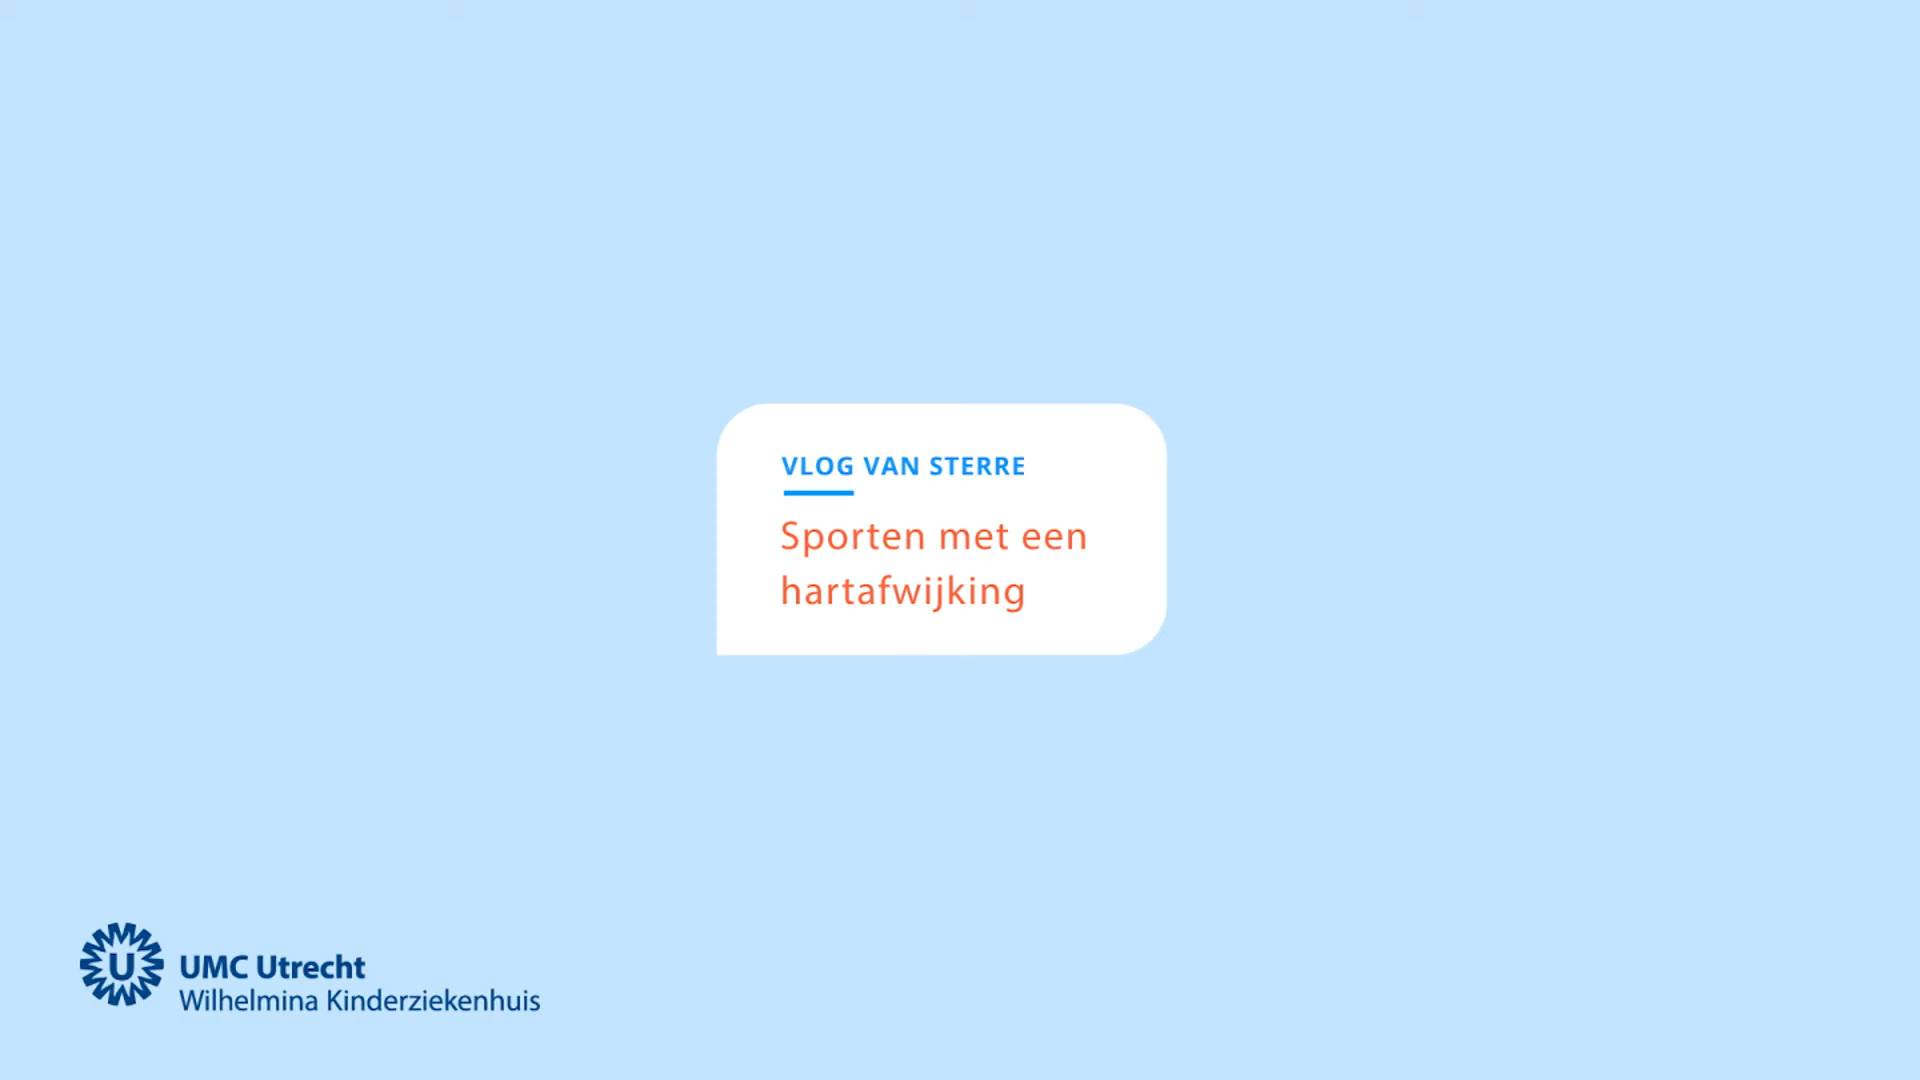 VLOG VAN STERRE
Sporten met een
hartafwijking
U
UMC Utrecht
Wilhelmina Kinderziekenhuis